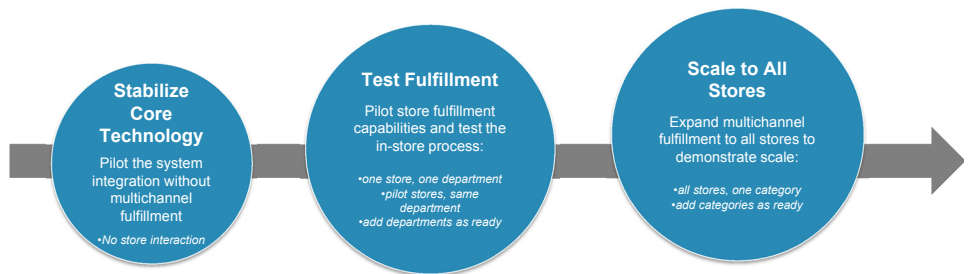 Stabilize
Core
Technology
Pilot the system
integration without
multichannel
fulfillment
•No store interaction
Test Fulfillment
Pilot store fulfillment
capabilities and test the
in-store process:
•one store, one department
•pilot stores, same
department
•add departments as ready
Scale to All
Stores
Expand multichannel
fulfillment to all stores to
demonstrate scale:
•all stores, one category
•add categories as ready